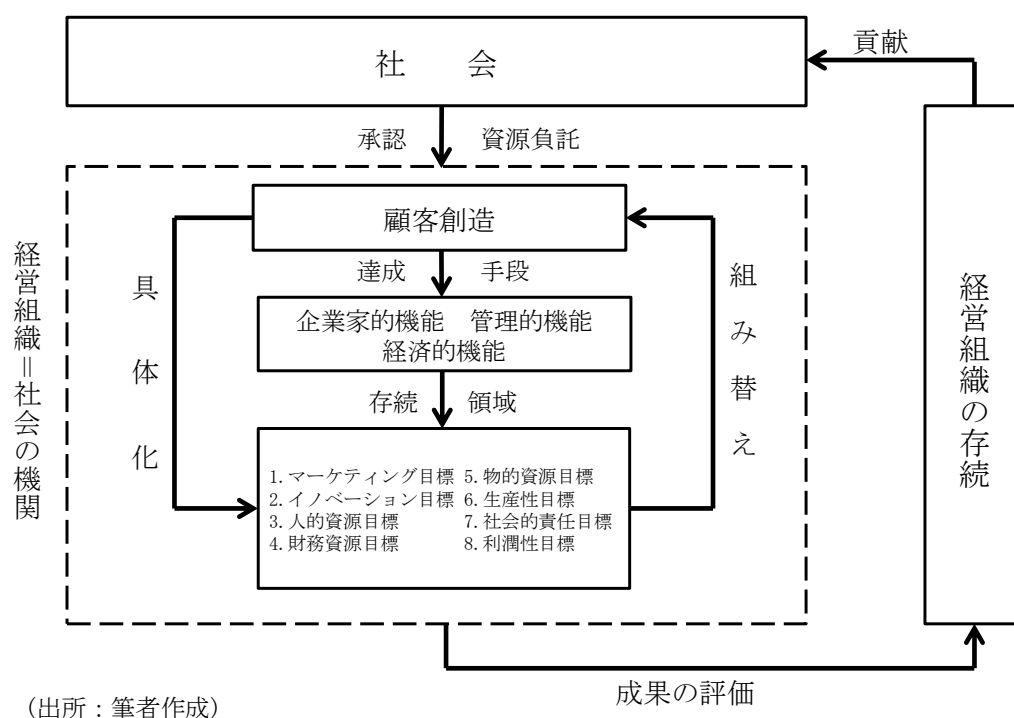 社　会
貢献
承認　資源負託
経営組織＝社会の機関
顧客創造
達成　手段
具体化
組み替え
企業家的機能　管理的機能
経済的機能
存続　領域
1. マーケティング目標　5. 物的資源目標
2. イノベーション目標　6. 生産性目標
3. 人的資源目標　7. 社会的責任目標
4. 財務資源目標　8. 利潤性目標
経営組織の存続
成果の評価
（出所：筆者作成）